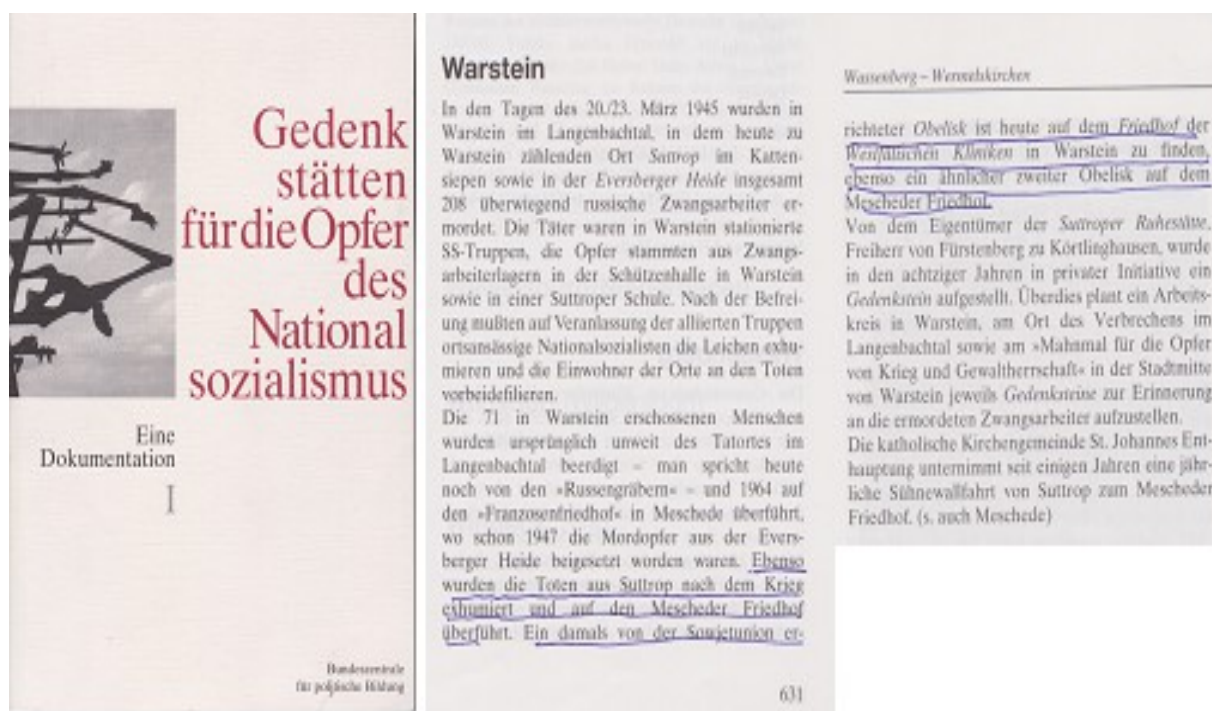 Gedenk
stätten
für die Opfer
des
National
sozialismus
Eine
Dokumentation
I
Bundeszentrale
für politische Bildung
Warstein
In den Tagen des 20./23. März 1945 wurden in
Warstein im Langenbachtal, in dem heute zu
Warstein zählenden Ort Suttrop im Katten-
siepen sowie in der Eversberger Heide insgesamt
208 überwiegend russische Zwangsarbeiter er-
mordet. Die Täter waren in Warstein stationierte
SS-Truppen, die Opfer stammten aus Zwangs-
arbeiterlagern in der Schützenhalle in Warstein
sowie in einer Suttroper Schule. Nach der Befrei-
ung mußten auf Veranlassung der alliierten Truppen
ortsansässige Nationalsozialisten die Leichen exhu-
mieren und die Einwohner der Orte an den Toten
vorbeidefilieren.
Die 71 in Warstein erschossenen Menschen
wurden ursprünglich unweit des Tatortes im
Langenbachtal beerdigt – man spricht heute
noch von den »Russengräbern« – und 1964 auf
den »Franzosenfriedhof« in Meschede überführt,
wo schon 1947 die Mordopfer aus der Evers-
berger Heide beigesetzt worden waren. Ebenso
wurden die Toten aus Suttrop nach dem Krieg
exhumiert und auf den Mescheder Friedhof
überführt. Ein damals von der Sowjetunion er-
631
Wassenberg – Wermelskirchen
richteter Obelisk ist heute auf dem Friedhof der
Westfälischen Kliniken in Warstein zu finden,
ebenso ein ähnlicher zweiter Obelisk auf dem
Mescheder Friedhof.
Von dem Eigentümer der Suttroper Ruhestätte,
Freiherr von Fürstenberg zu Körtlinghausen, wurde
in den achtziger Jahren in privater Initiative ein
Gedenkstein aufgestellt. Überdies plant ein Arbeits-
kreis in Warstein, am Ort des Verbrechens im
Langenbachtal sowie am »Mahnmal für die Opfer
von Krieg und Gewaltherrschaft« in der Stadtmitte
von Warstein jeweils Gedenksteine zur Erinnerung
an die ermordeten Zwangsarbeiter aufzustellen.
Die katholische Kirchengemeinde St. Johannes Ent-
hauptung unternimmt seit einigen Jahren eine jähr-
liche Sühnewallfahrt von Suttrop zum Mescheder
Friedhof. (s. auch Meschede)